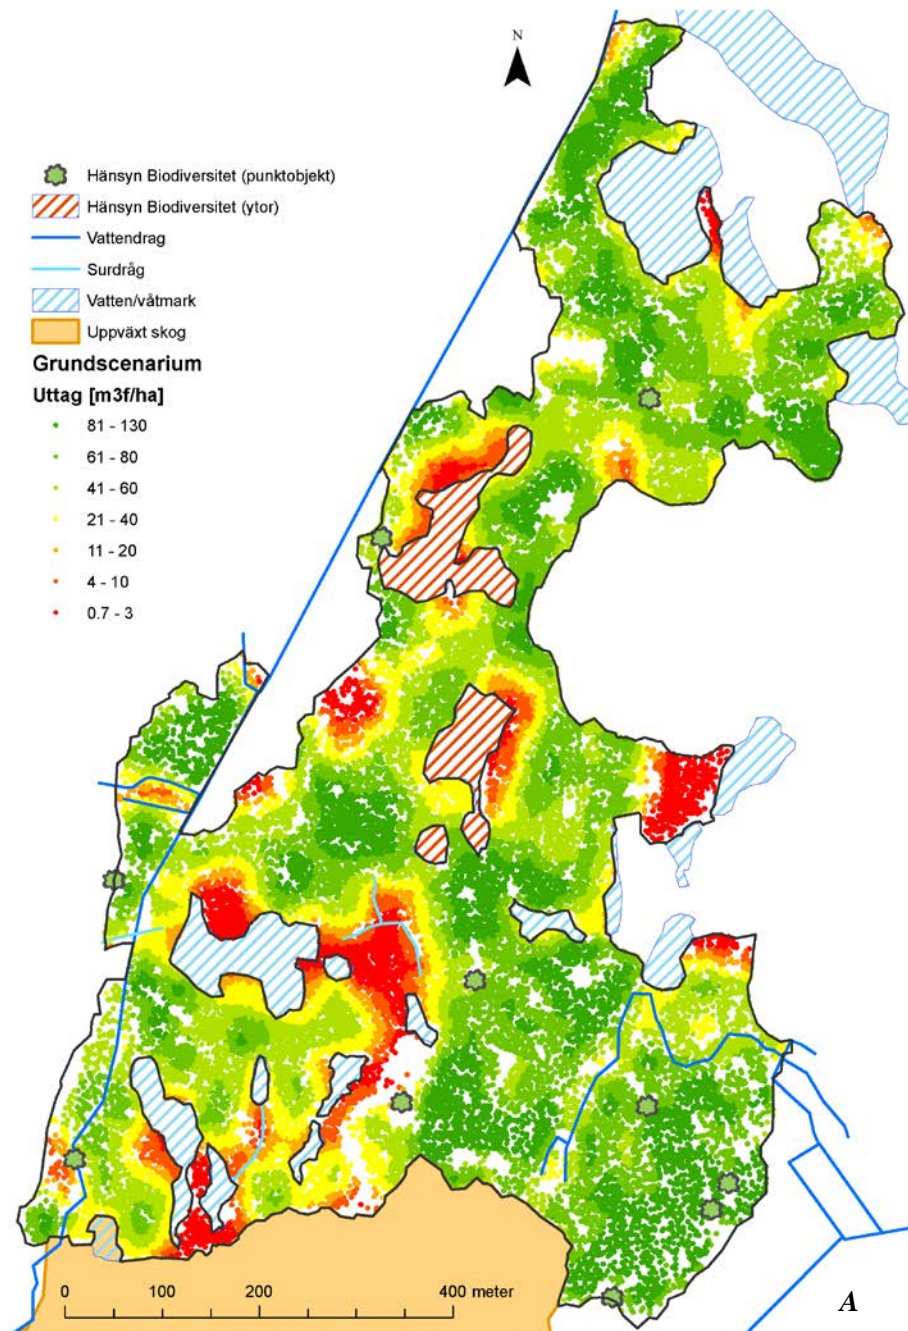 N
Hänsyn Biodiversitet (punktobjekt)
Hänsyn Biodiversitet (ytor)
Vattendrag
Surdråg
Vatten/våtmark
Uppväxt skog
Grundscenarium
Uttag [m3f/ha]
81 - 130
61 - 80
41 - 60
21 - 40
11 - 20
4 - 10
0.7 - 3
0 100 200 400 meter
A